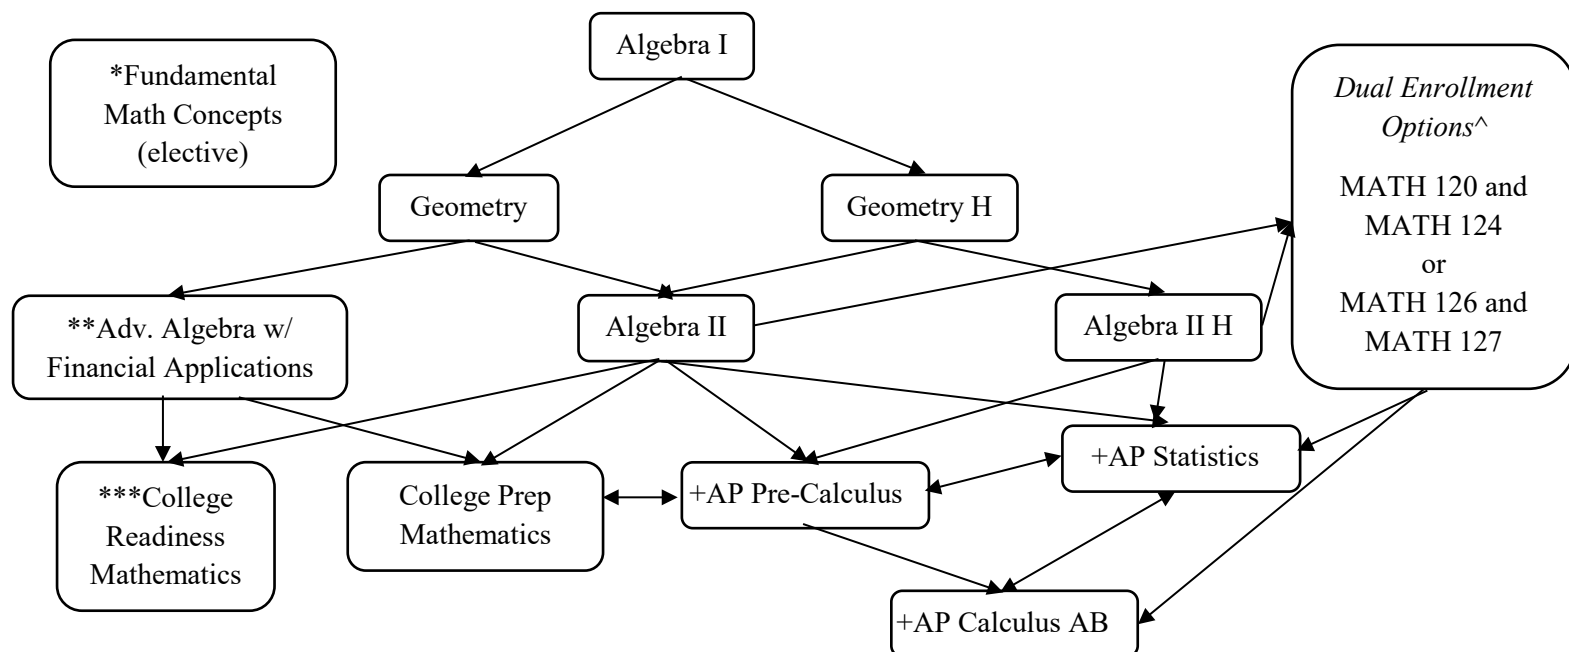 Algebra I
*Fundamental
Math Concepts
(elective)
Dual Enrollment
Options^
MATH 120 and
MATH 124
or
MATH 126 and
MATH 127
Geometry
Geometry H
**Adv. Algebra w/
Financial Applications
Algebra II
Algebra II H
***College
Readiness
Mathematics
College Prep
Mathematics
+AP Pre-Calculus
+AP Statistics
+AP Calculus AB